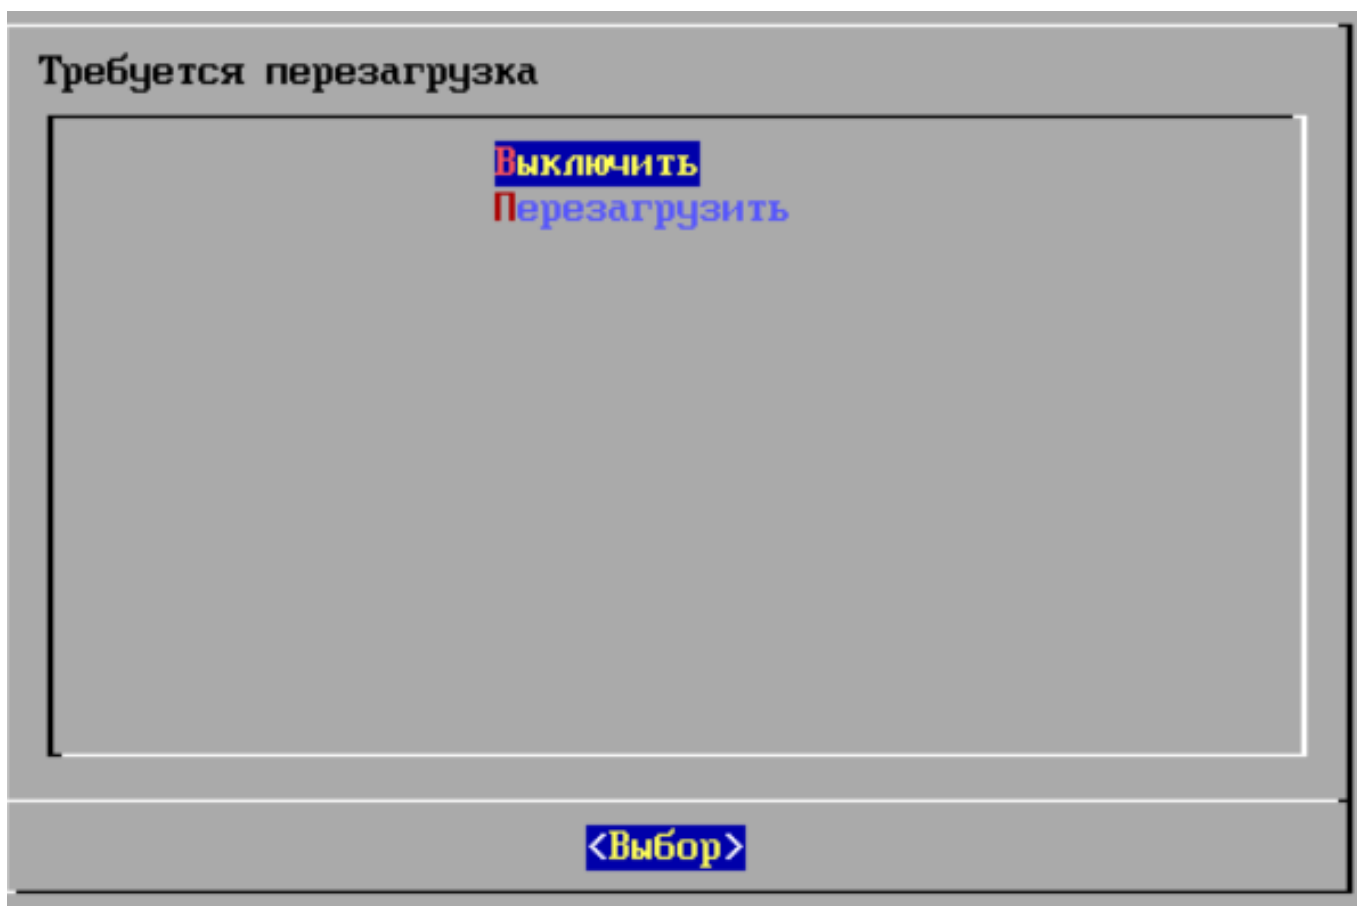 Требуется перезагрузка
Выключить
Перезагрузить
<Выбор>